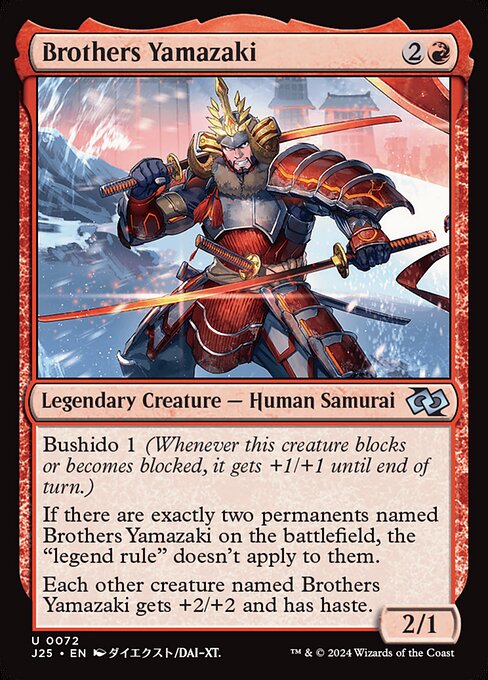 Brothers Yamazaki 2
Legendary Creature — Human Samurai
Bushido 1 (Whenever this creature blocks
or becomes blocked, it gets +1/+1 until end of
turn.)
If there are exactly two permanents named
Brothers Yamazaki on the battlefield, the
“legend rule” doesn’t apply to them.
Each other creature named Brothers
Yamazaki gets +2/+2 and has haste.
2/1
U 0072
J25 • EN ダイエクスト/DAI-XT. ™ & © 2024 Wizards of the Coast